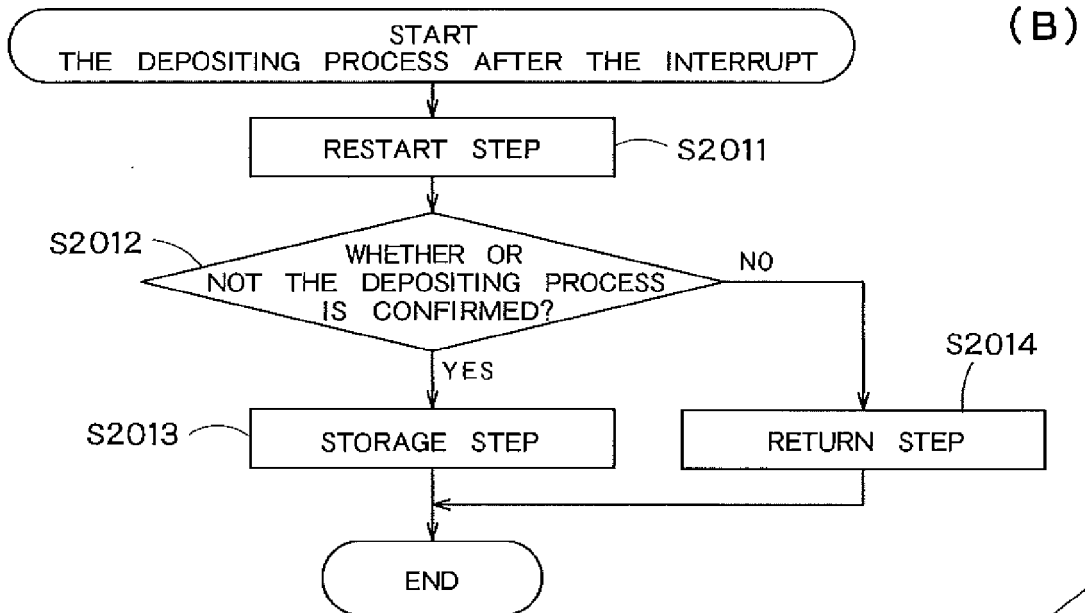 (B)
START
THE DEPOSITING PROCESS AFTER THE INTERRUPT
RESTART STEP
S2011
S2012
WHETHER OR
NOT THE DEPOSITING PROCESS
IS CONFIRMED?
NO
YES
S2014
S2013
STORAGE STEP
RETURN STEP
END